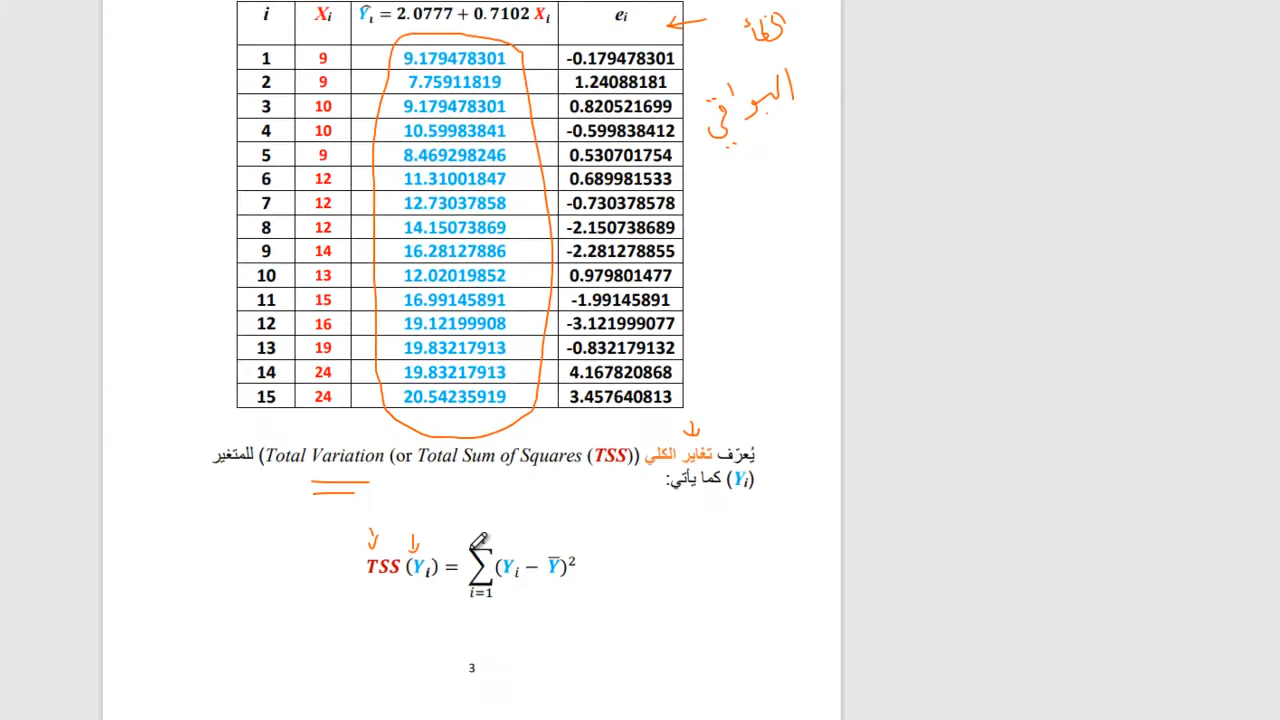 i Xi Ŷi = 2.0777 + 0.7102 Xi ei
1 9 9.179478301 -0.179478301
2 9 7.75911819 1.24088181
3 10 9.179478301 0.820521699
4 10 10.59983841 -0.599838412
5 9 8.469298246 0.530701754
6 12 11.31001847 0.689981533
7 12 12.73037858 -0.730378578
8 12 14.15073869 -2.150738689
9 14 16.28127886 -2.281278855
10 13 12.02019852 0.979801477
11 15 16.99145891 -1.99145891
12 16 19.12199908 -3.121999077
13 19 19.83217913 -0.832179132
14 24 19.83217913 4.167820868
15 24 20.54235919 3.457640813
البواقي
يُعرّف تغاير الكلي (Total Variation (or Total Sum of Squares (TSS)) للمتغير
(Yi) كما يأتي:
TSS (Yi) = ∑i=1 (Yi − Ȳ)²
3